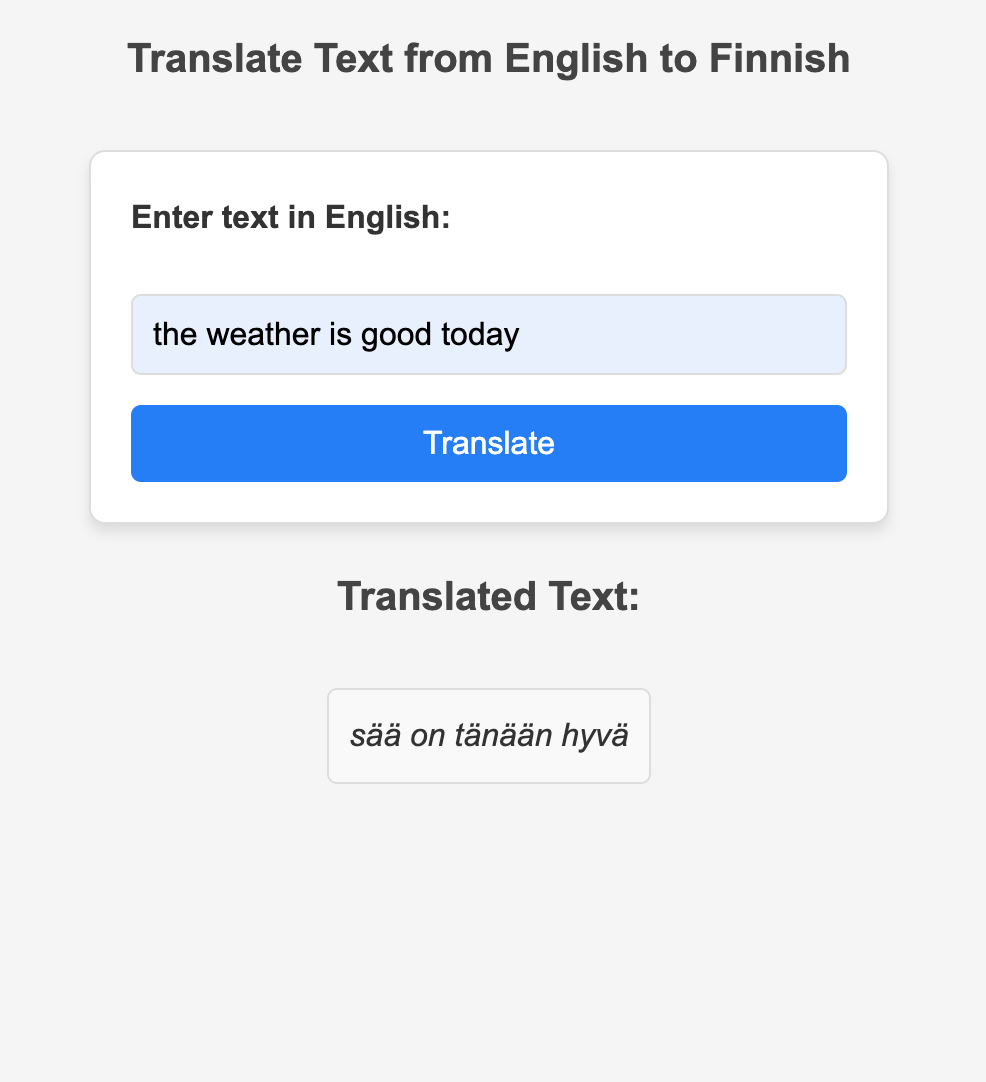 Translate Text from English to Finnish
Enter text in English:
the weather is good today
Translate
Translated Text:
sää on tänään hyvä